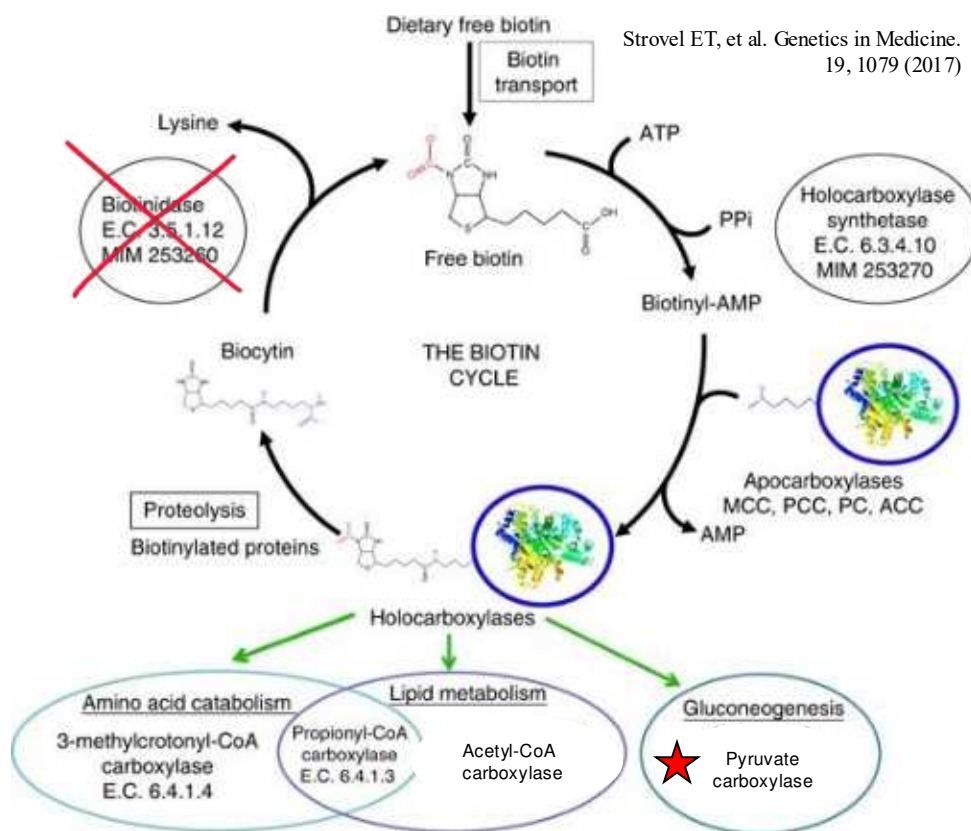 Dietary free biotin
Strovel ET, et al. Genetics in Medicine.
19, 1079 (2017)
Biotin
transport
Lysine
ATP
Biotinidase
E.C. 3.5.1.12
MIM 253260
Holocarboxylase
synthetase
E.C. 6.3.4.10
MIM 253270
PPi
Free biotin
Biotinyl-AMP
Biocytin
THE BIOTIN
CYCLE
Apocarboxylases
MCC, PCC, PC, ACC
Proteolysis
Biotinylated proteins
AMP
Holocarboxylases
Amino acid catabolism
3-methylcrotonyl-CoA
carboxylase
E.C. 6.4.1.4
Propionyl-CoA
carboxylase
E.C. 6.4.1.3
Lipid metabolism
Acetyl-CoA
carboxylase
Gluconeogenesis
Pyruvate
carboxylase